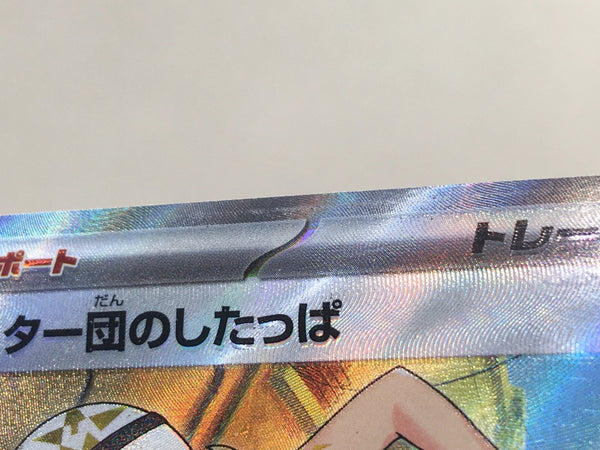 ポート
トレー
だん
ター団のしたっぱ